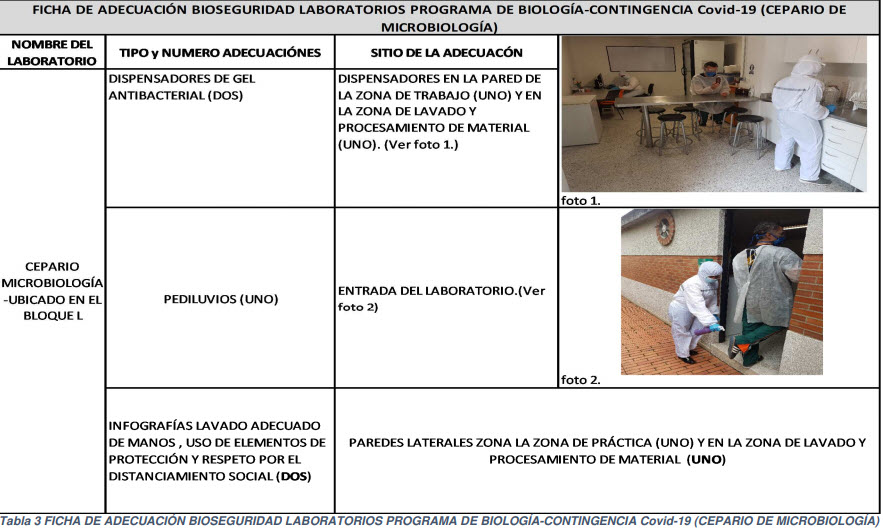 FICHA DE ADECUACIÓN BIOSEGURIDAD LABORATORIOS PROGRAMA DE BIOLOGÍA-CONTINGENCIA Covid-19 (CEPARIO DE
MICROBIOLOGÍA)
NOMBRE DEL
LABORATORIO
TIPO y NUMERO ADECUACIÓNES
SITIO DE LA ADECUACÓN
CEPARIO
MICROBIOLOGÍA
-UBICADO EN EL
BLOQUE L
DISPENSADORES DE GEL
ANTIBACTERIAL (DOS)
DISPENSADORES EN LA PARED DE
LA ZONA DE TRABAJO (UNO) Y EN
LA ZONA DE LAVADO Y
PROCESAMIENTO DE MATERIAL
(UNO). (Ver foto 1.)
foto 1.
PEDILUVIOS (UNO)
ENTRADA DEL LABORATORIO.(Ver
foto 2)
foto 2.
INFOGRAFÍAS LAVADO ADECUADO
DE MANOS , USO DE ELEMENTOS DE
PROTECCIÓN Y RESPETO POR EL
DISTANCIAMIENTO SOCIAL (DOS)
PAREDES LATERALES ZONA LA ZONA DE PRÁCTICA (UNO) Y EN LA ZONA DE LAVADO Y
PROCESAMIENTO DE MATERIAL (UNO)
Tabla 3 FICHA DE ADECUACIÓN BIOSEGURIDAD LABORATORIOS PROGRAMA DE BIOLOGÍA-CONTINGENCIA Covid-19 (CEPARIO DE MICROBIOLOGÍA)